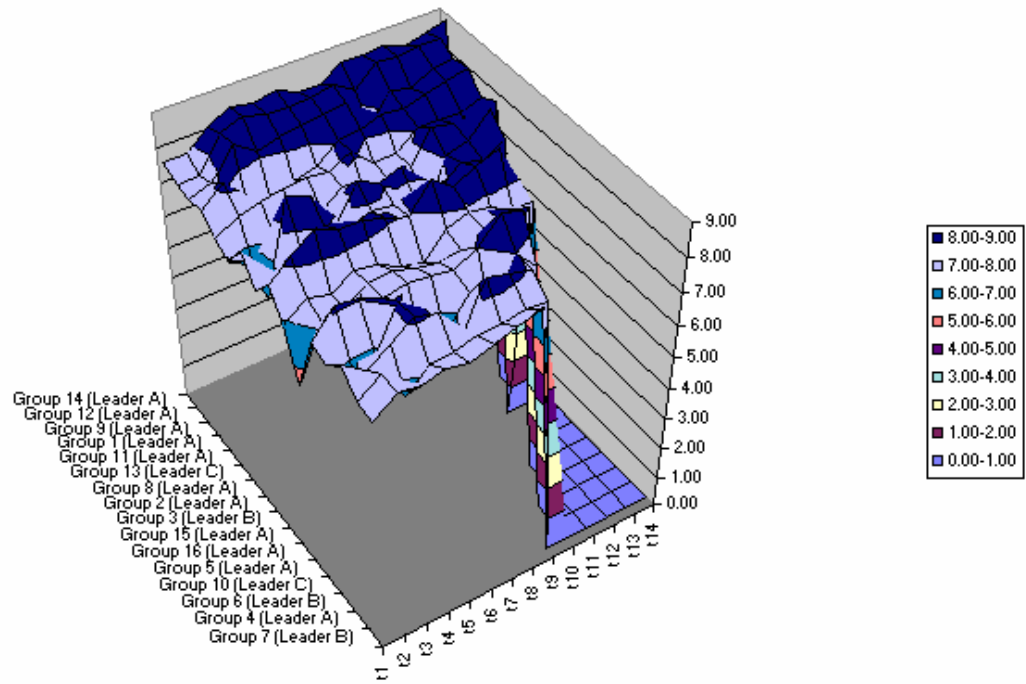 9.00
8.00
7.00
6.00
5.00
4.00
3.00
2.00
1.00
0.00
8.00-9.00
7.00-8.00
6.00-7.00
5.00-6.00
4.00-5.00
3.00-4.00
2.00-3.00
1.00-2.00
0.00-1.00
Group 14 (Leader A)
Group 12 (Leader A)
Group 9 (Leader A)
Group 1 (Leader A)
Group 11 (Leader A)
Group 13 (Leader C)
Group 8 (Leader A)
Group 2 (Leader A)
Group 3 (Leader B)
Group 15 (Leader A)
Group 16 (Leader A)
Group 5 (Leader A)
Group 10 (Leader C)
Group 6 (Leader B)
Group 4 (Leader A)
Group 7 (Leader B)
t1
t2
t3
t4
t5
t6
t7
t8
t9
t10
t11
t12
t13
t14